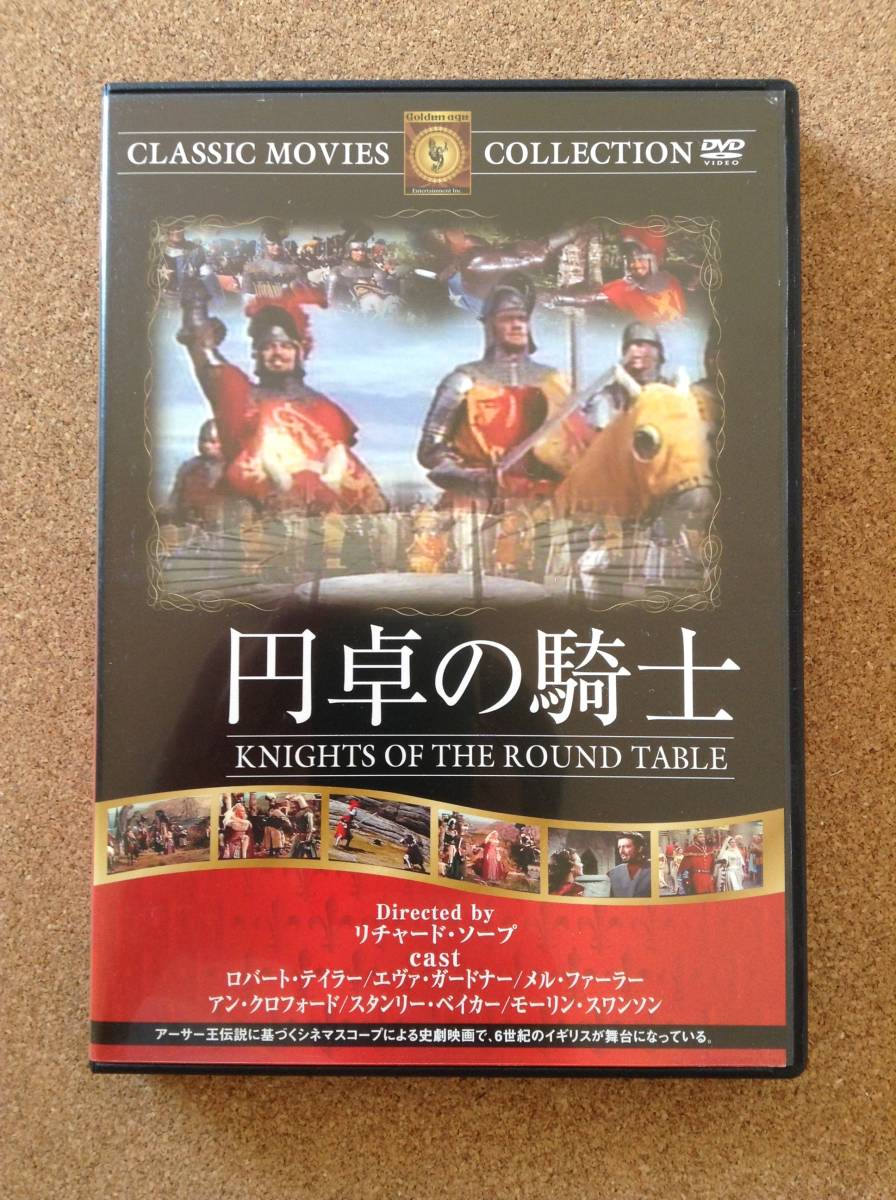 Goldun agu
CLASSIC MOVIES COLLECTION DVD
VIDEO
Entertainment Inc.
円卓の騎士
KNIGHTS OF THE ROUND TABLE
Directed by
リチャード・ソープ
cast
ロバート・テイラー/エヴァ・ガードナー/メル・ファーラー
アン・クロフォード/スタンリー・ベイカー/モーリン・スワンソン
アーサー王伝説に基づくシネマスコープによる史劇映画で、6世紀のイギリスが舞台になっている。